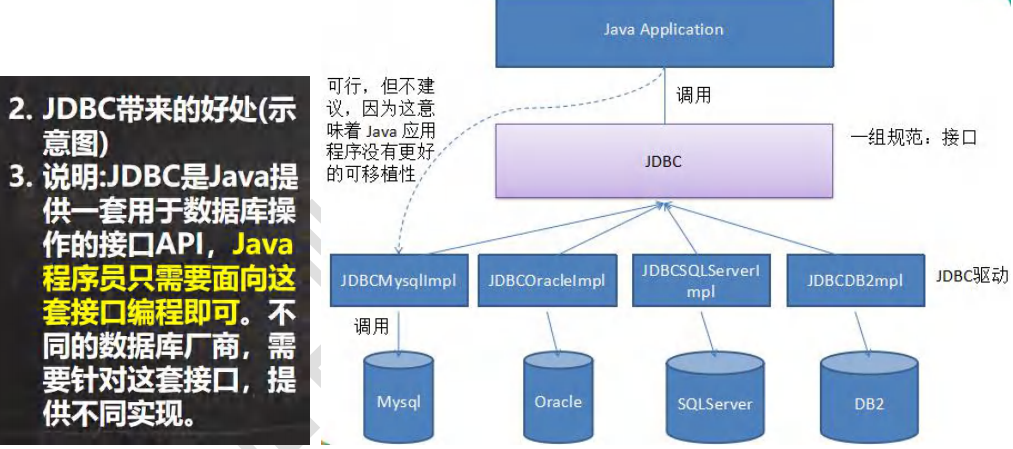 2. JDBC带来的好处(示
意图)
3. 说明:JDBC是Java提
供一套用于数据库操
作的接口API，Java
程序员只需要面向这
套接口编程即可。不
同的数据库厂商，需
要针对这套接口，提
供不同实现。
Java Application
可行，但不建
议，因为这意
味着 Java 应用
程序没有更好
的可移植性
调用
JDBC
一组规范：接口
JDBCMysqlImpl
JDBCOracleImpl
JDBCSQLServerI
mpl
JDBCDB2mpl
JDBC驱动
调用
Mysql
Oracle
SQLServer
DB2